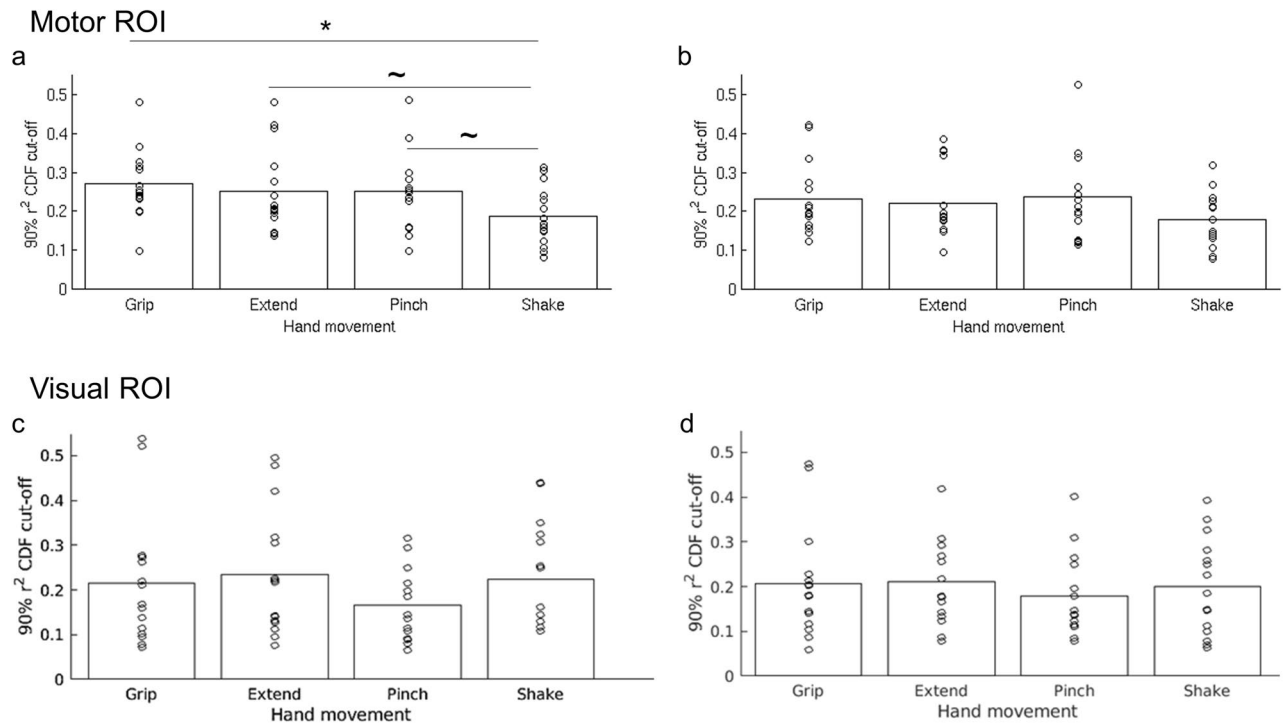 Motor ROI
a
*
~
~
90% r² CDF cut-off
0.5
0.4
0.3
0.2
0.1
0
Grip Extend Pinch Shake
Hand movement
b
90% r² CDF cut-off
0.5
0.4
0.3
0.2
0.1
0
Grip Extend Pinch Shake
Hand movement
Visual ROI
c
90% r² CDF cut-off
0.5
0.4
0.3
0.2
0.1
0
Grip Extend Pinch Shake
Hand movement
d
90% r² CDF cut-off
0.5
0.4
0.3
0.2
0.1
0
Grip Extend Pinch Shake
Hand movement